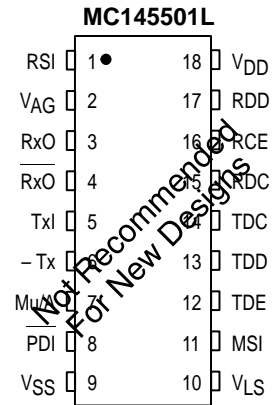 MC145501L
RSI 1 18 VDD
VAG 2 17 RDD
RxO 3 16 RCE
RxO 4 15 RDC
TxI 5 14 TDC
– Tx 6 13 TDD
Mu/A 7 12 TDE
PDI 8 11 MSI
VSS 9 10 VLS
Not Recommended
For New Designs